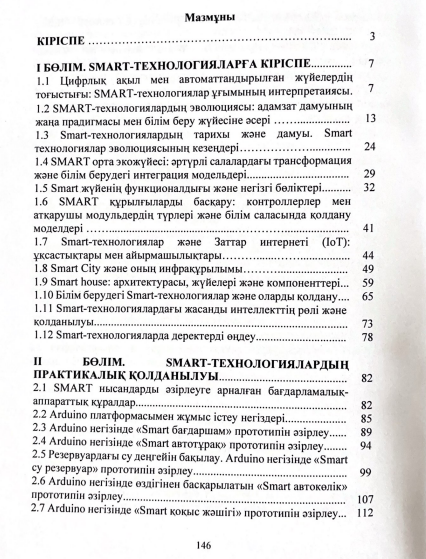 Мазмұны
КІРІСПЕ ............................................................. 3
І БӨЛІМ. SMART-ТЕХНОЛОГИЯЛАРҒА КІРІСПЕ............ 7
1.1 Цифрлық ақыл мен автоматтандырылған жүйелердің
тоғыстығы: SMART-технологиялар ұғымының интерпретаиясы. 7
1.2 SMART-технологиялардың эволюциясы: адамзат дамуының
жаңа прадигмасы мен білім беру жүйесіне әсері ................ 13
1.3 Smart-технологиялардың тарихы және дамуы. Smart
технологиялар эволюциясының кезеңдері........................ 24
1.4 SMART орта экожүйесі: әртүрлі салалардағы трансформация
және білім берудегі интеграция модельдері..................... 29
1.5 Smart жүйенің функционалдығы және негізгі бөліктері......... 32
1.6 SMART құрылғыларды басқару: контроллерлер мен
атқарушы модульдердің түрлері және білім саласында қолдану
моделдері ........................................................... 41
1.7 Smart-технологиялар және Заттар интернеті (IoT):
ұқсастықтары мен айырмашылықтары......................... 44
1.8 Smart City және оның инфрақұрылымы....................... 49
1.9 Smart house: архитектурасы, жүйелері және компоненттері... 59
1.10 Білім берудегі Smart-технологиялар және оларды қолдану.... 65
1.11 Smart-технологиялардағы жасанды интеллекттің рөлі және
қолданылуы......................................................... 73
1.12 Smart-технологияларда деректерді өңдеу..................... 78
ІІ БӨЛІМ. SMART-ТЕХНОЛОГИЯЛАРДЫҢ
ПРАКТИКАЛЫҚ ҚОЛДАНЫЛУЫ............................... 82
2.1 SMART нысандарды әзірлеуге арналған бағдарламалық-
аппараттық құралдар............................................... 82
2.2 Arduino платформасымен жұмыс істеу негіздері............... 85
2.3 Arduino негізінде «Smart бағдаршам» прототипін әзірлеу...... 89
2.4 Arduino негізінде «Smart автотұрақ» прототипін әзірлеу....... 94
2.5 Резервуардағы су деңгейін бақылау. Arduino негізінде «Smart
су резервуар» прототипін әзірлеу................................ 99
2.6 Arduino негізінде өздігінен басқарылатын «Smart автокөлік»
прототипін әзірлеу................................................. 107
2.7 Arduino негізінде «Smart қоқыс жәшігі» прототипін әзірлеу... 112
146